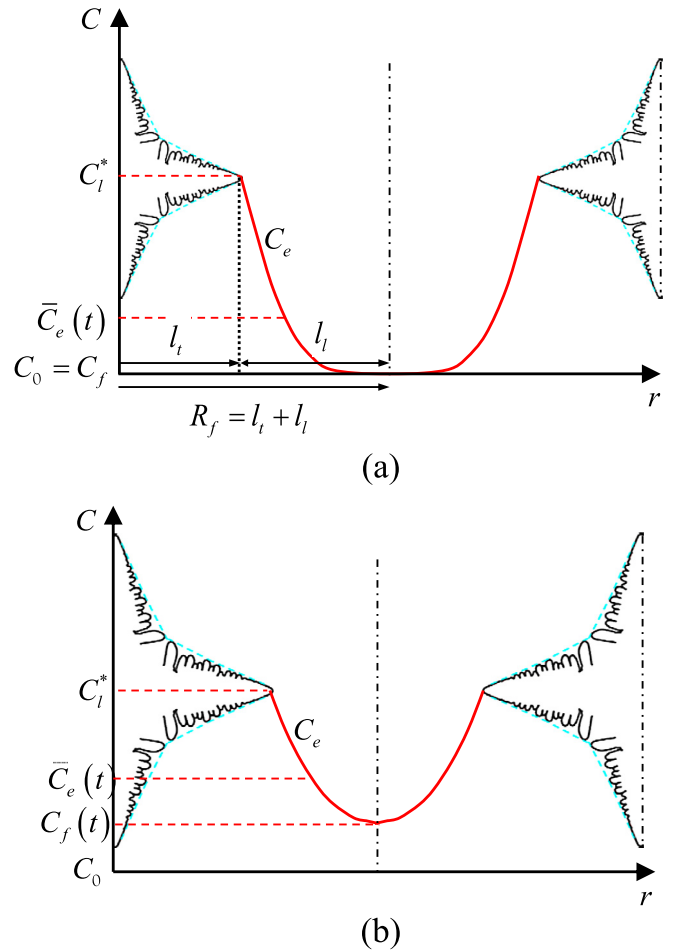 C
C_l^*
C_e
C̅_e(t)
l_t
l_l
C_0 = C_f
r
R_f = l_t + l_l
(a)
C
C_l^*
C_e
C̅_e(t)
C_f(t)
C_0
r
(b)